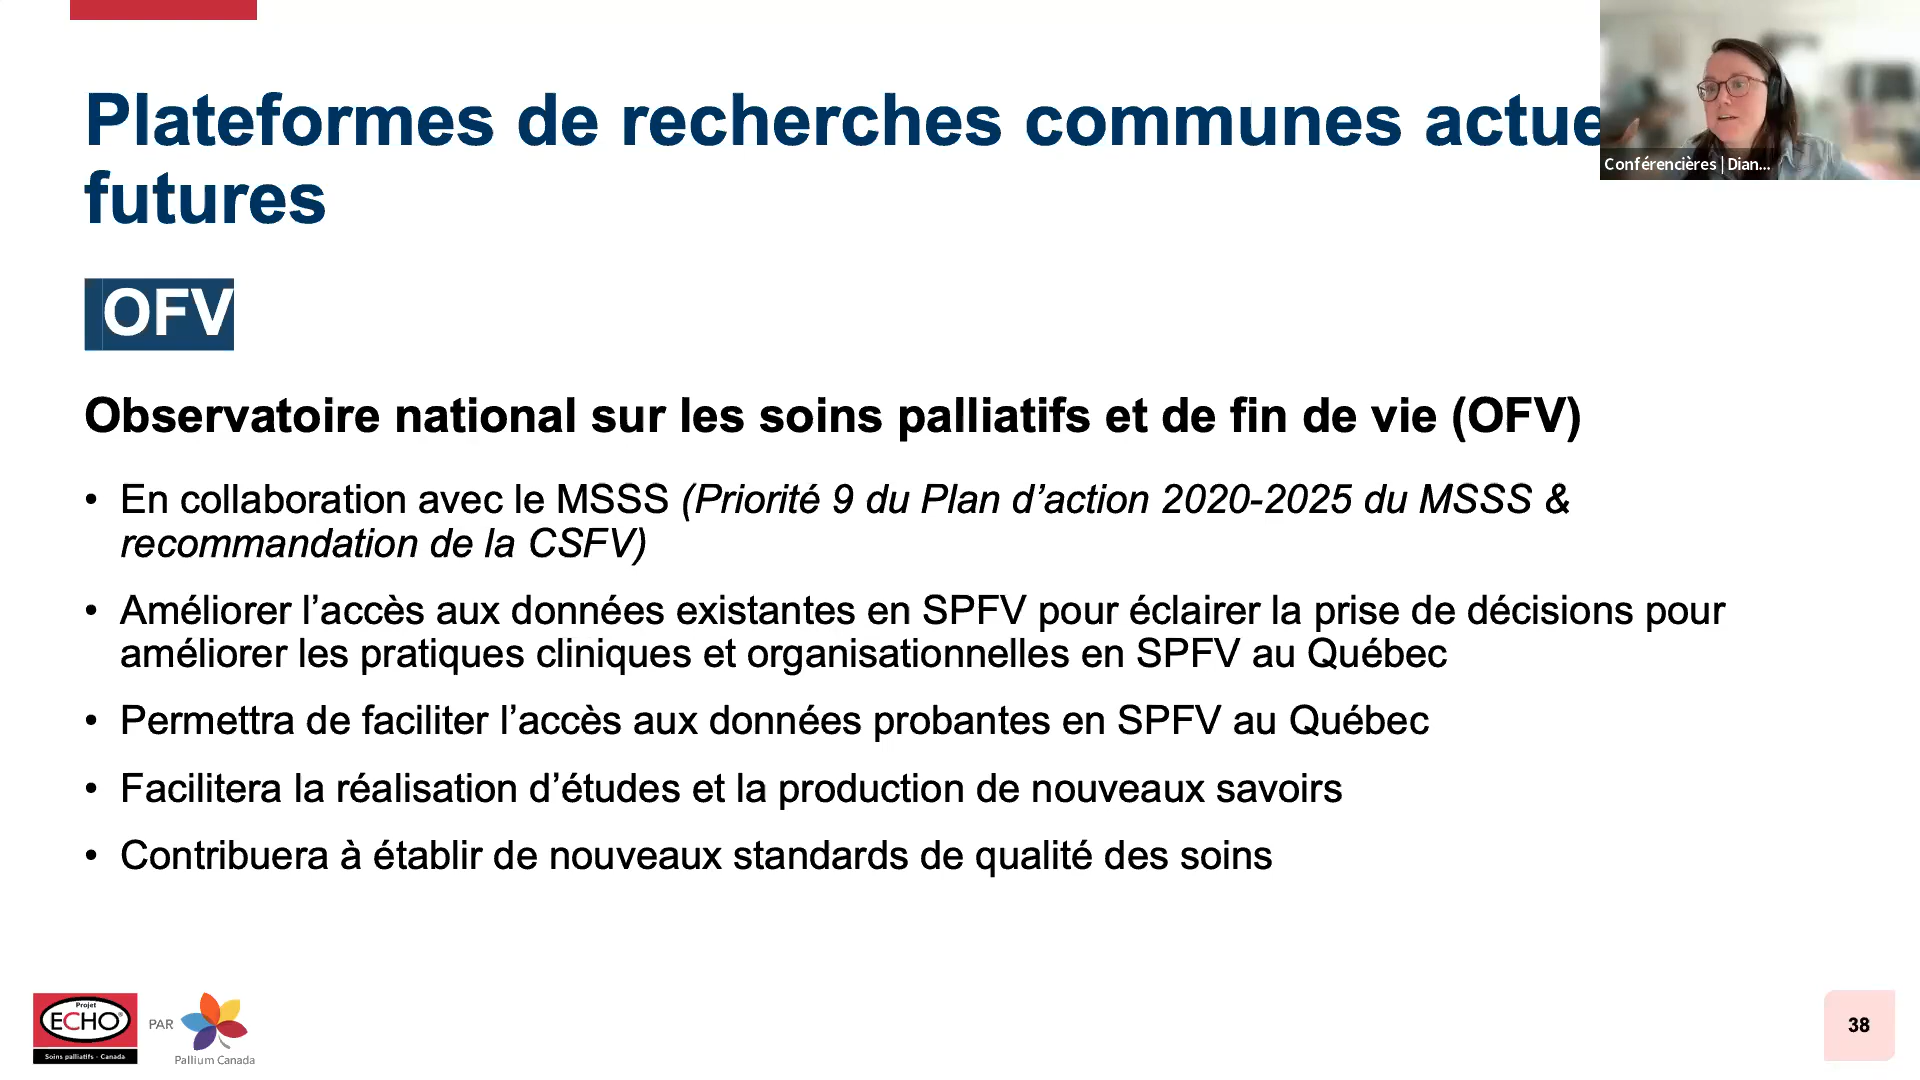 Plateformes de recherches communes actue
futures
Conférencières | Dian...
OFV
Observatoire national sur les soins palliatifs et de fin de vie (OFV)
• En collaboration avec le MSSS (Priorité 9 du Plan d’action 2020-2025 du MSSS &
recommandation de la CSFV)
• Améliorer l’accès aux données existantes en SPFV pour éclairer la prise de décisions pour
améliorer les pratiques cliniques et organisationnelles en SPFV au Québec
• Permettra de faciliter l’accès aux données probantes en SPFV au Québec
• Facilitera la réalisation d’études et la production de nouveaux savoirs
• Contribuera à établir de nouveaux standards de qualité des soins
Projet
ECHO®
Soins palliatifs - Canada
PAR
Pallium Canada
38